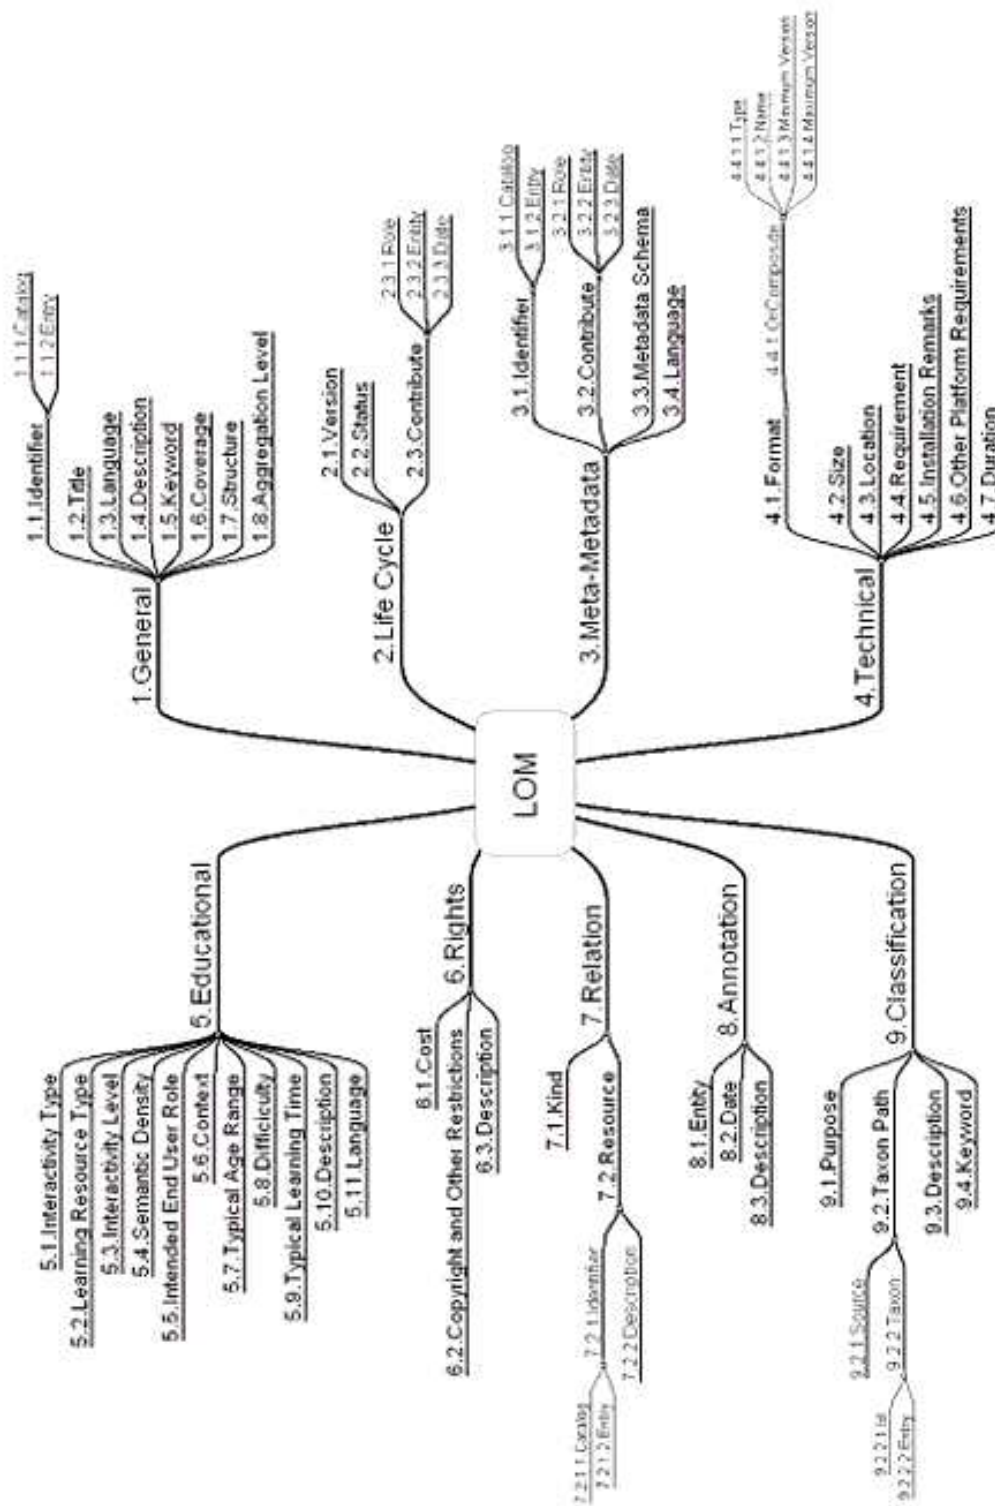 LOM
1.General
1.1.Identifier
1.1.1 Catalog
1.1.2 Entry
1.2.Title
1.3.Language
1.4.Description
1.5.Keyword
1.6.Coverage
1.7.Structure
1.8.Aggregation Level
2.Life Cycle
2.1.Version
2.2.Status
2.3.Contribute
2.3.1 Role
2.3.2 Entity
2.3.3 Date
3.Meta-Metadata
3.1.Identifier
3.1.1 Catalog
3.1.2 Entry
3.2.Contribute
3.2.1 Role
3.2.2 Entity
3.2.3 Date
3.3.Metadata Schema
3.4.Language
4.Technical
4.1.Format
4.4.1 OrComposite
4.4.1.1 Type
4.4.1.2 Name
4.4.1.3 Minimum Version
4.4.1.4 Maximum Version
4.2 Size
4.3.Location
4.4.Requirement
4.5.Installation Remarks
4.6.Other Platform Requirements
4.7.Duration
5.Educational
5.1.Interactivity Type
5.2.Learning Resource Type
5.3.Interactivity Level
5.4.Semantic Density
5.5.Intended End User Role
5.6.Context
5.7.Typical Age Range
5.8.Difficiculty
5.9.Typical Learning Time
5.10.Description
5.11.Language
6.Rights
6.1.Cost
6.2.Copyright and Other Restrictions
6.3.Description
7.Relation
7.1.Kind
7.2.Resource
7.2.1 Identifier
7.2.1.1 Catalog
7.2.1.2 Entry
7.2.2 Description
8.Annotation
8.1.Entity
8.2.Date
8.3.Description
9.Classification
9.1.Purpose
9.2.Taxon Path
9.2.1 Source
9.2.2 Taxon
9.2.2.1 Id
9.2.2.2 Entry
9.3.Description
9.4.Keyword